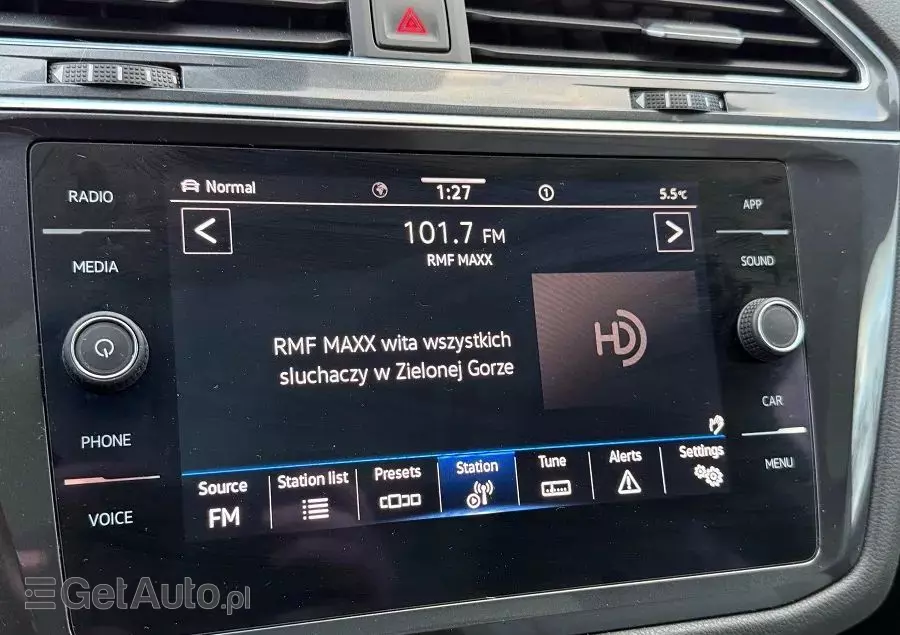 Normal
1:27
1
5.5°C
RADIO
APP
101.7 FM
RMF MAXX
MEDIA
SOUND
HD
RMF MAXX wita wszystkich
sluchaczy w Zielonej Gorze
CAR
PHONE
MENU
VOICE
Source
FM
Station list
Presets
Station
Tune
Alerts
Settings
GetAuto.pl